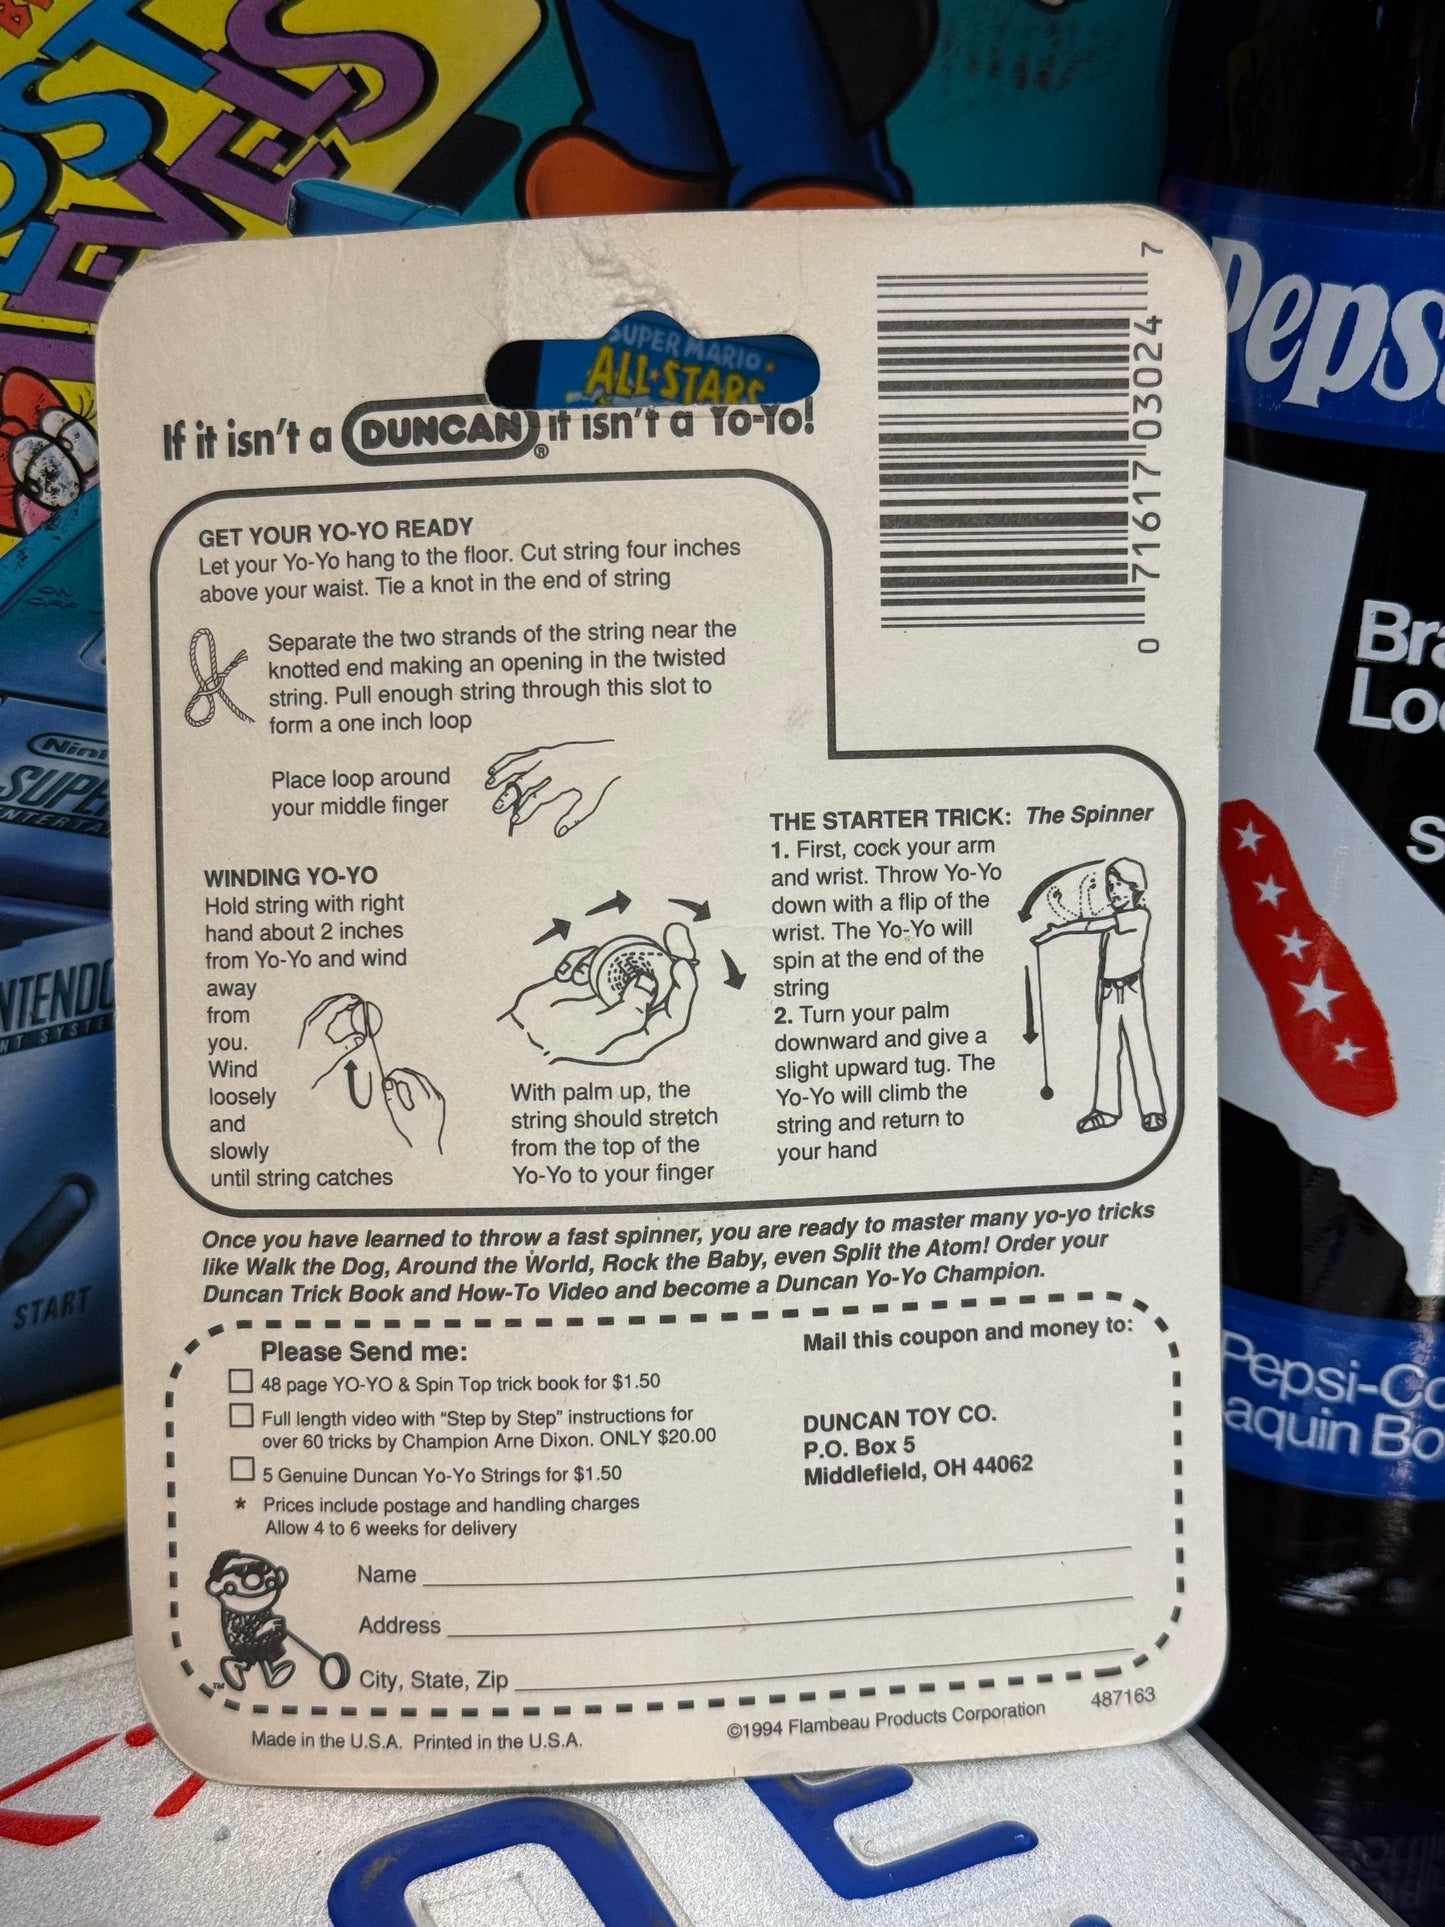 SUPER MARIO
ALL★STARS
If it isn't a DUNCAN® it isn't a Yo-Yo!
7
0 71617 03024
GET YOUR YO-YO READY
Let your Yo-Yo hang to the floor. Cut string four inches
above your waist. Tie a knot in the end of string
Separate the two strands of the string near the
knotted end making an opening in the twisted
string. Pull enough string through this slot to
form a one inch loop
Place loop around
your middle finger
WINDING YO-YO
Hold string with right
hand about 2 inches
from Yo-Yo and wind
away
from
you.
Wind
loosely
and
slowly
until string catches
With palm up, the
string should stretch
from the top of the
Yo-Yo to your finger
THE STARTER TRICK: The Spinner
1. First, cock your arm
and wrist. Throw Yo-Yo
down with a flip of the
wrist. The Yo-Yo will
spin at the end of the
string
2. Turn your palm
downward and give a
slight upward tug. The
Yo-Yo will climb the
string and return to
your hand
Once you have learned to throw a fast spinner, you are ready to master many yo-yo tricks
like Walk the Dog, Around the World, Rock the Baby, even Split the Atom! Order your
Duncan Trick Book and How-To Video and become a Duncan Yo-Yo Champion.
Please Send me:
48 page YO-YO & Spin Top trick book for $1.50
Full length video with "Step by Step" instructions for
over 60 tricks by Champion Arne Dixon. ONLY $20.00
5 Genuine Duncan Yo-Yo Strings for $1.50
* Prices include postage and handling charges
Allow 4 to 6 weeks for delivery
Mail this coupon and money to:
DUNCAN TOY CO.
P.O. Box 5
Middlefield, OH 44062
Name
Address
City, State, Zip
TM
Made in the U.S.A. Printed in the U.S.A.
©1994 Flambeau Products Corporation
487163
START
Pepsi
Pepsi-Co
aquin Bo